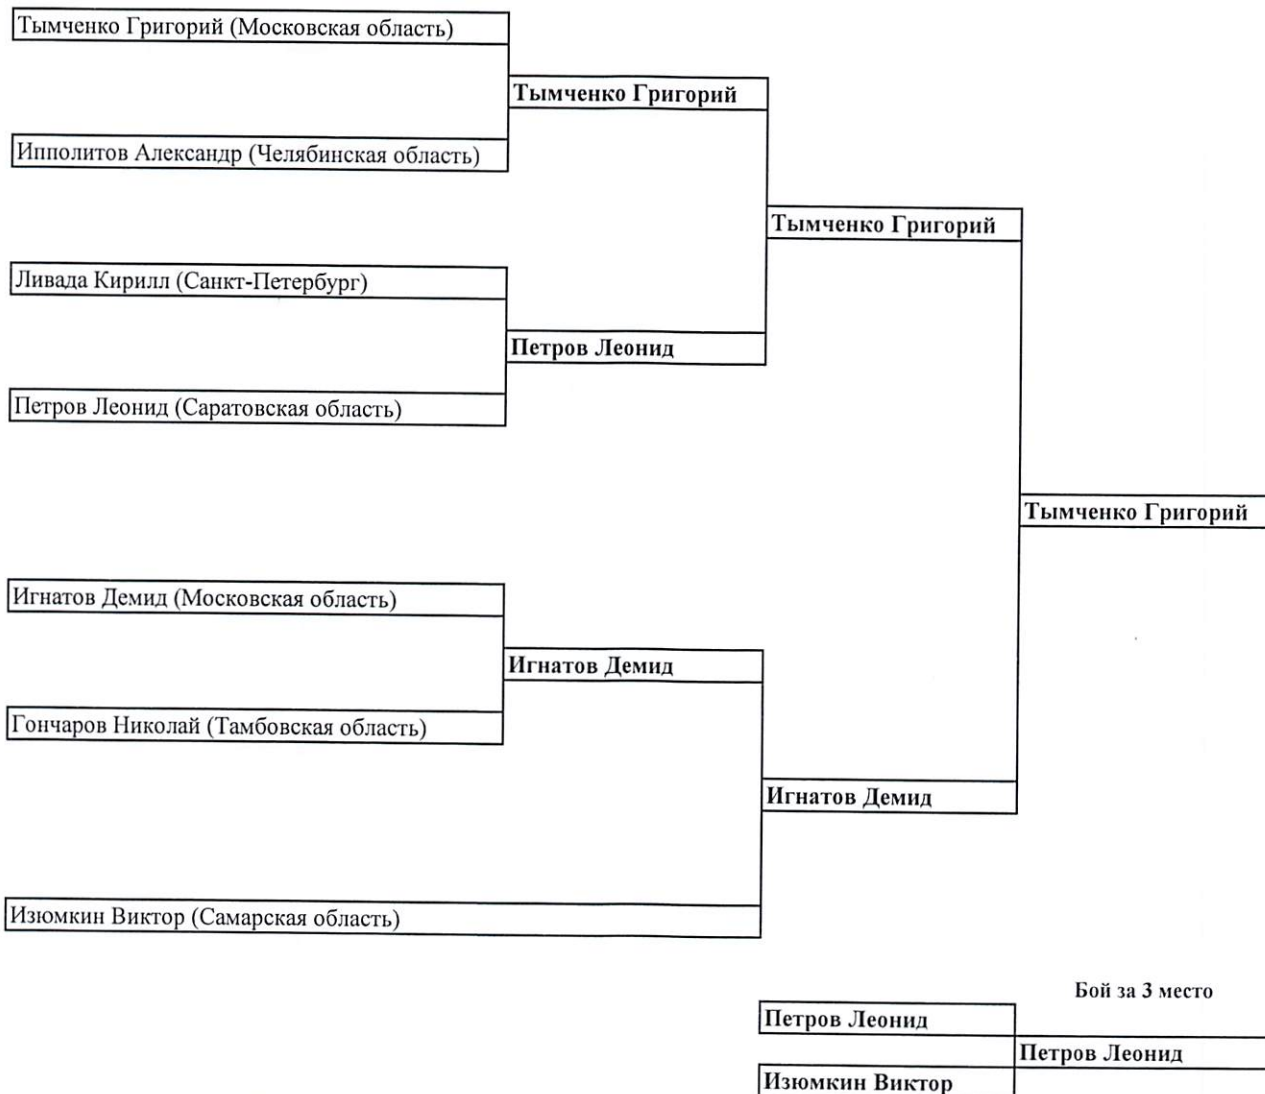 Тымченко Григорий (Московская область)
Тымченко Григорий
Ипполитов Александр (Челябинская область)
Тымченко Григорий
Ливада Кирилл (Санкт-Петербург)
Петров Леонид
Петров Леонид (Саратовская область)
Тымченко Григорий
Игнатов Демид (Московская область)
Игнатов Демид
Гончаров Николай (Тамбовская область)
Игнатов Демид
Изюмкин Виктор (Самарская область)
Бой за 3 место
Петров Леонид
Петров Леонид
Изюмкин Виктор